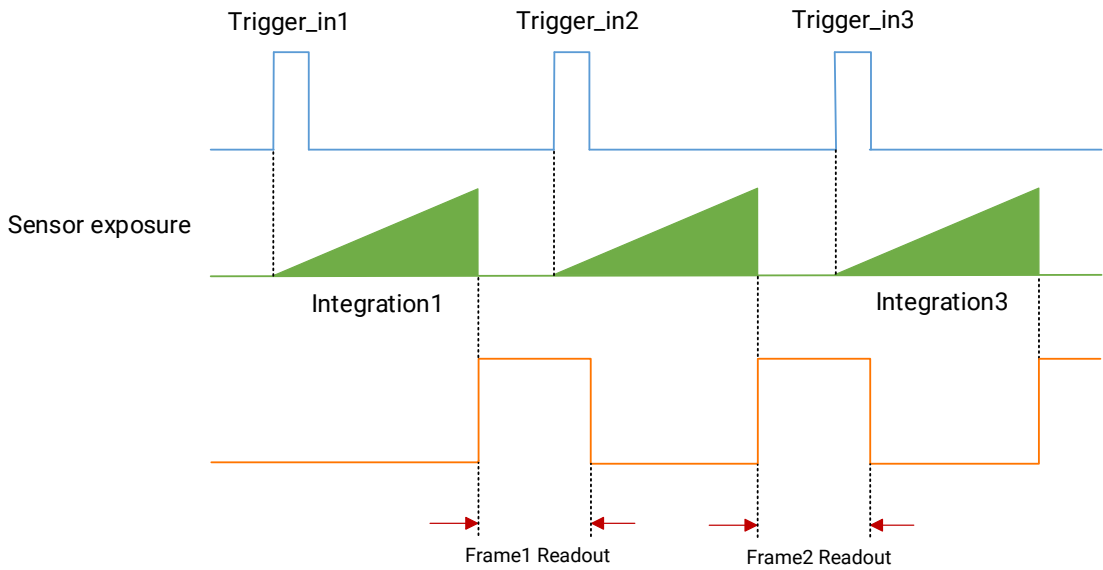 Trigger_in1
Trigger_in2
Trigger_in3
Sensor exposure
Integration1
Integration3
Frame1 Readout
Frame2 Readout